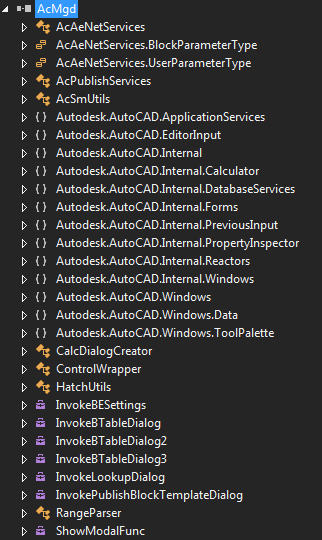 AcMgd
AcAeNetServices
AcAeNetServices.BlockParameterType
AcAeNetServices.UserParameterType
AcPublishServices
AcSmUtils
{ } Autodesk.AutoCAD.ApplicationServices
{ } Autodesk.AutoCAD.EditorInput
{ } Autodesk.AutoCAD.Internal
{ } Autodesk.AutoCAD.Internal.Calculator
{ } Autodesk.AutoCAD.Internal.DatabaseServices
{ } Autodesk.AutoCAD.Internal.Forms
{ } Autodesk.AutoCAD.Internal.PreviousInput
{ } Autodesk.AutoCAD.Internal.PropertyInspector
{ } Autodesk.AutoCAD.Internal.Reactors
{ } Autodesk.AutoCAD.Internal.Windows
{ } Autodesk.AutoCAD.Windows
{ } Autodesk.AutoCAD.Windows.Data
{ } Autodesk.AutoCAD.Windows.ToolPalette
CalcDialogCreator
ControlWrapper
HatchUtils
InvokeBESettings
InvokeBTableDialog
InvokeBTableDialog2
InvokeBTableDialog3
InvokeLookupDialog
InvokePublishBlockTemplateDialog
RangeParser
ShowModalFunc